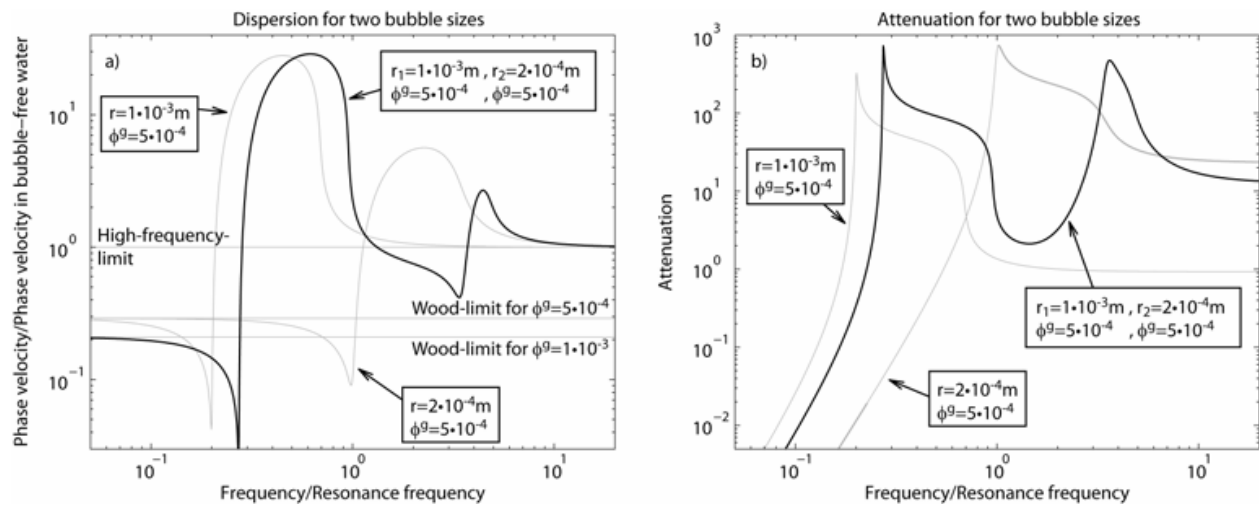 Dispersion for two bubble sizes
a)
r₁=1•10⁻³m , r₂=2•10⁻⁴m
ϕᵍ=5•10⁻⁴ , ϕᵍ=5•10⁻⁴
r=1•10⁻³m
ϕᵍ=5•10⁻⁴
High-frequency-
limit
Wood-limit for ϕᵍ=5•10⁻⁴
Wood-limit for ϕᵍ=1•10⁻³
r=2•10⁻⁴m
ϕᵍ=5•10⁻⁴
Phase velocity/Phase velocity in bubble−free water
10¹
10⁰
10⁻¹
10⁻¹ 10⁰ 10¹
Frequency/Resonance frequency
Attenuation for two bubble sizes
b)
r=1•10⁻³m
ϕᵍ=5•10⁻⁴
r₁=1•10⁻³m , r₂=2•10⁻⁴m
ϕᵍ=5•10⁻⁴ , ϕᵍ=5•10⁻⁴
r=2•10⁻⁴m
ϕᵍ=5•10⁻⁴
Attenuation
10³
10²
10¹
10⁰
10⁻¹
10⁻²
10⁻¹ 10⁰ 10¹
Frequency/Resonance frequency